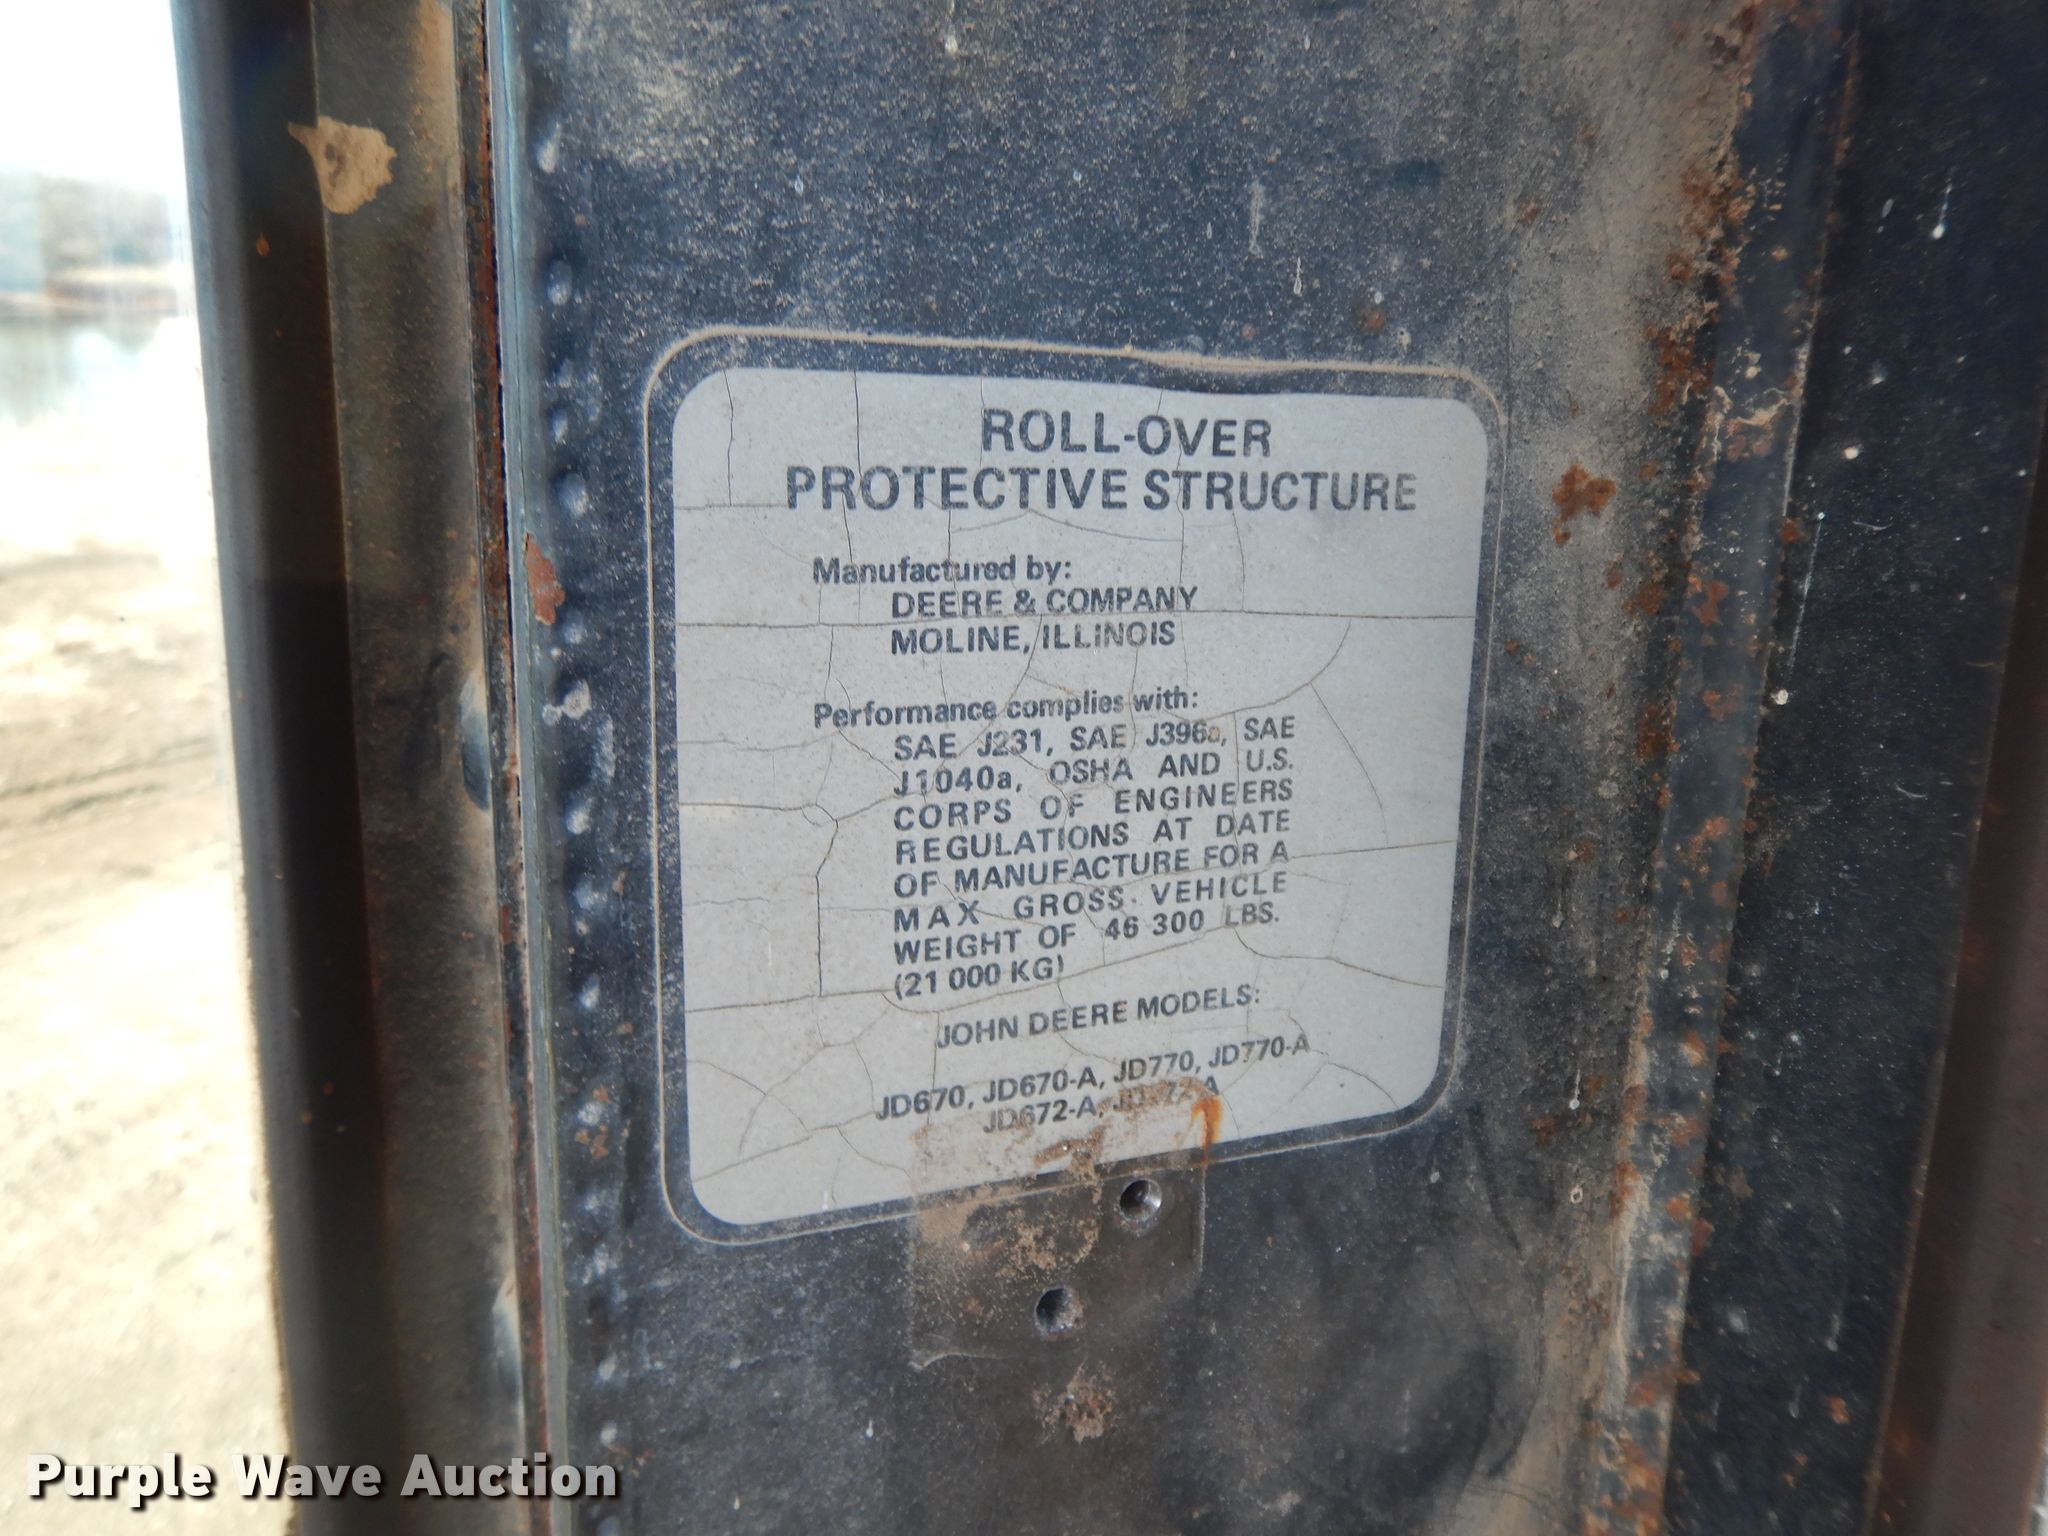 ROLL-OVER
PROTECTIVE STRUCTURE
Manufactured by:
DEERE & COMPANY
MOLINE, ILLINOIS
Performance complies with:
SAE J231, SAE J396a, SAE
J1040a, OSHA AND U.S.
CORPS OF ENGINEERS
REGULATIONS AT DATE
OF MANUFACTURE FOR A
MAX GROSS VEHICLE
WEIGHT OF 46 300 LBS.
(21 000 KG)
JOHN DEERE MODELS:
JD670, JD670-A, JD770, JD770-A
JD672-A,
Purple Wave Auction